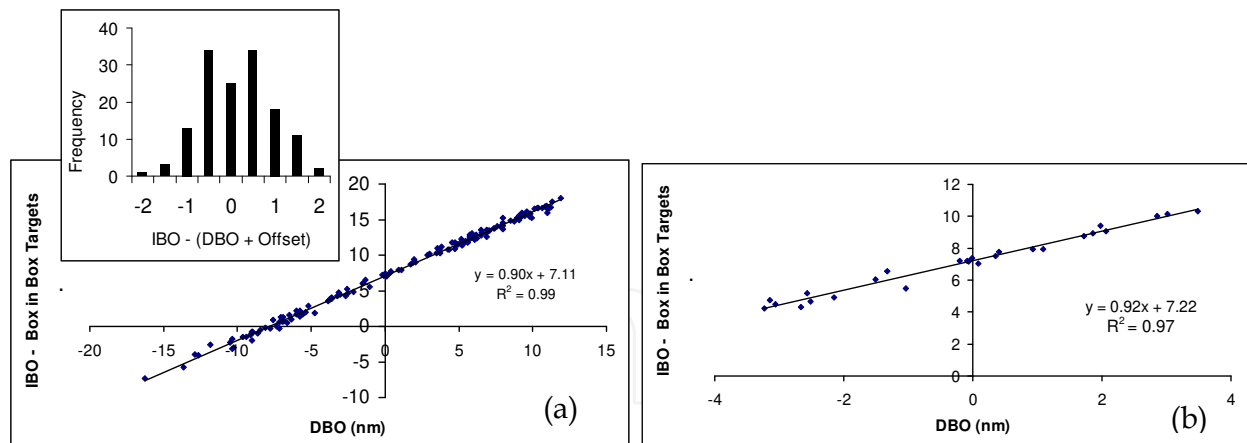 40
30
20
10
0
Frequency
-2 -1 0 1 2
IBO - (DBO + Offset)
IBO - Box in Box Targets
20
15
10
5
0
-5
-10
-20 -15 -10 -5 0 5 10 15
y = 0.90x + 7.11
R² = 0.99
DBO (nm)
(a)
IBO - Box in Box Targets
12
10
8
6
4
2
0
-4 -2 0 2 4
y = 0.92x + 7.22
R² = 0.97
DBO (nm)
(b)